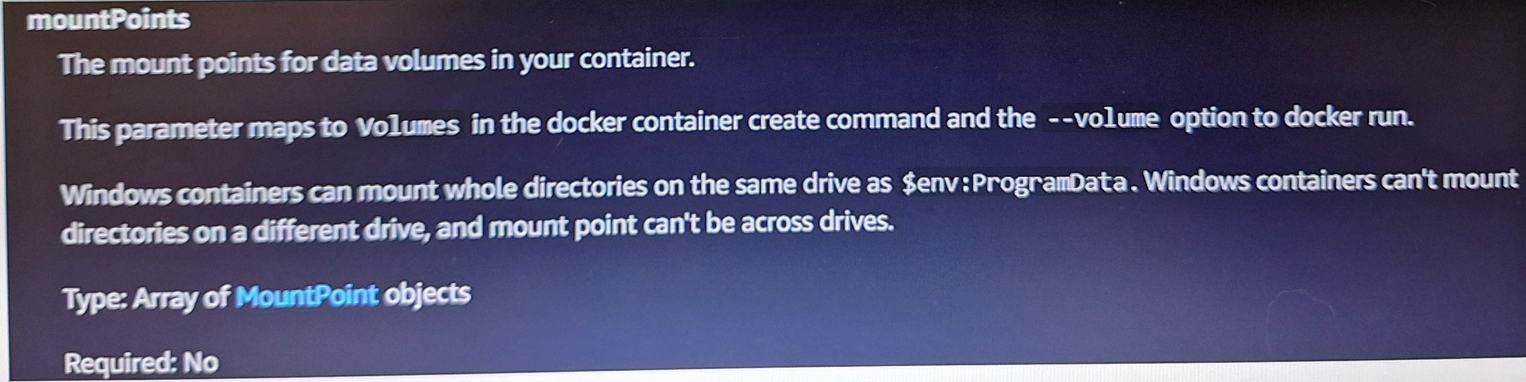 mountPoints
The mount points for data volumes in your container.
This parameter maps to Volumes in the docker container create command and the --volume option to docker run.
Windows containers can mount whole directories on the same drive as $env:ProgramData. Windows containers can't mount
directories on a different drive, and mount point can't be across drives.
Type: Array of MountPoint objects
Required: No